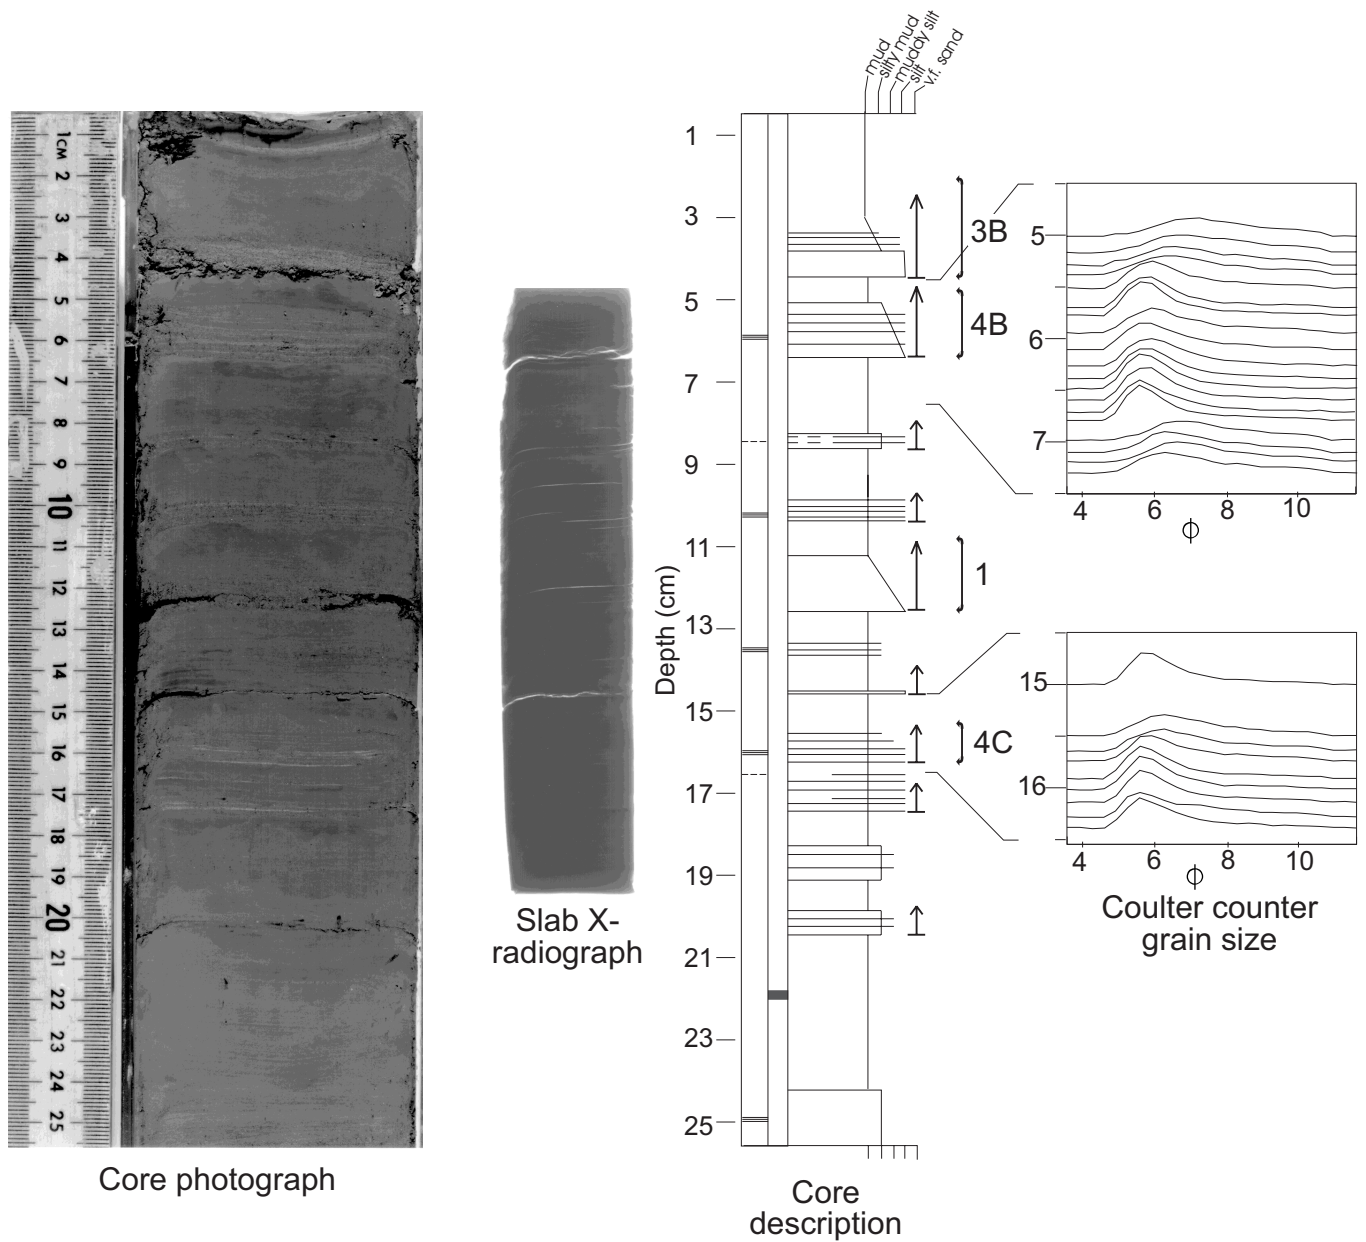 mud
silty mud
muddy silt
silt
v.f. sand
1CM
2
3
4
5
6
7
8
9
10
11
12
13
14
15
16
17
18
19
20
21
22
23
24
25
Core photograph
Slab X-
radiograph
Depth (cm)
1
3
5
7
9
11
13
15
17
19
21
23
25
3B
4B
1
4C
Core
description
5
6
7
4 6 8 10
ϕ
15
16
4 6 8 10
ϕ
Coulter counter
grain size